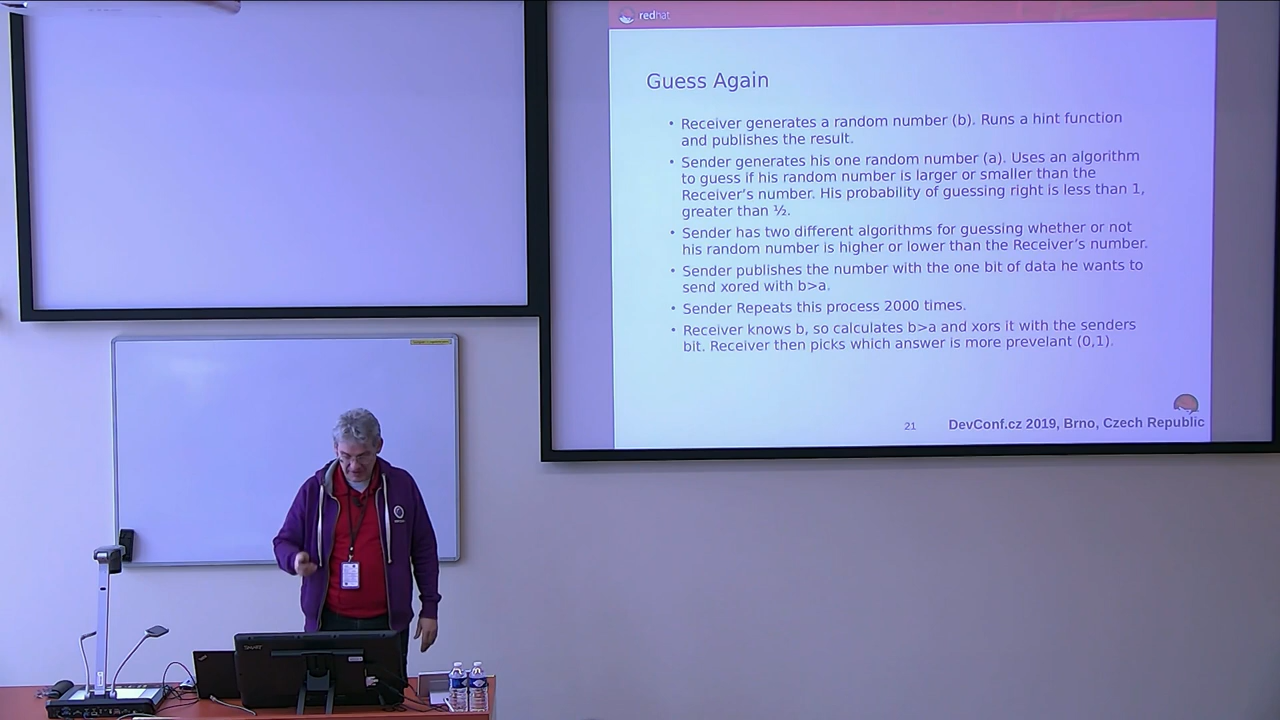 redhat
Guess Again
• Receiver generates a random number (b). Runs a hint function
and publishes the result.
• Sender generates his one random number (a). Uses an algorithm
to guess if his random number is larger or smaller than the
Receiver's number. His probability of guessing right is less than 1,
greater than ½.
• Sender has two different algorithms for guessing whether or not
his random number is higher or lower than the Receiver's number.
• Sender publishes the number with the one bit of data he wants to
send xored with b>a.
• Sender Repeats this process 2000 times.
• Receiver knows b, so calculates b>a and xors it with the senders
bit. Receiver then picks which answer is more prevelant (0,1).
21
DevConf.cz 2019, Brno, Czech Republic